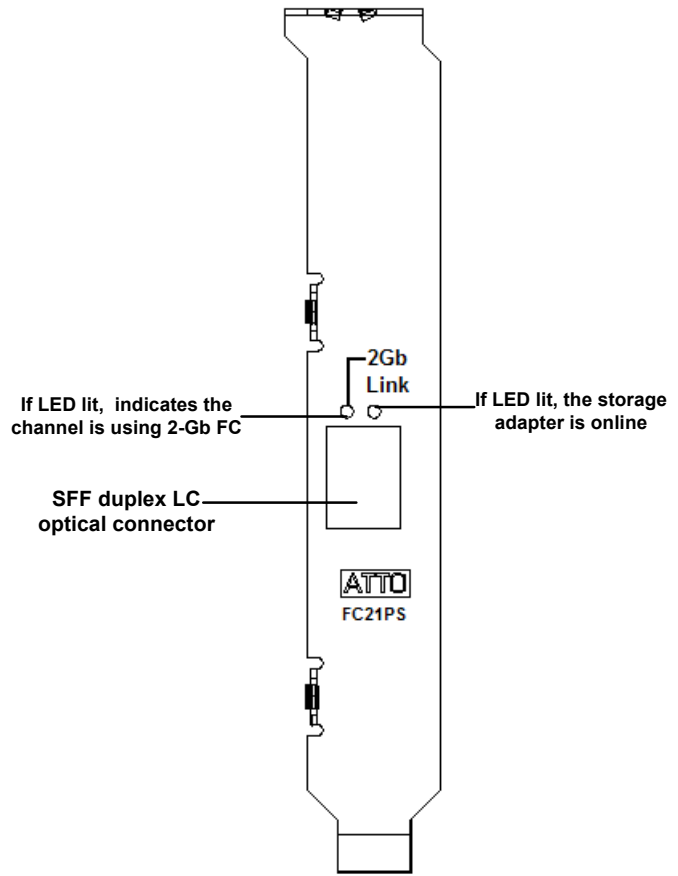 2Gb
Link
If LED lit, indicates the
channel is using 2-Gb FC
If LED lit, the storage
adapter is online
SFF duplex LC
optical connector
ATTO
FC21PS